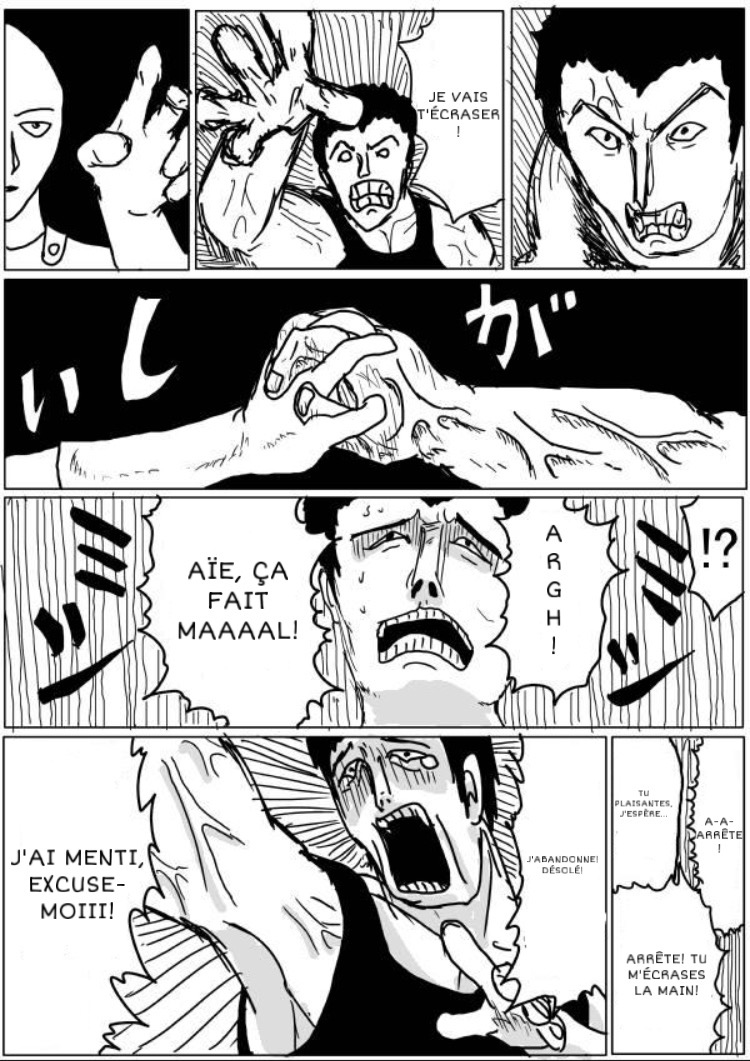 JE VAIS
T'ÉCRASER
!
が
し
い
!?
ミシ
A
R
G
H
!
AÏE, ÇA
FAIT
MAAAAL!
ミシ
A-A-
ARRÊTE
!
TU
PLAISANTES,
J'ESPÈRE...
ARRÊTE! TU
M'ÉCRASES
LA MAIN!
J'ABANDONNE!
DÉSOLÉ!
J'AI MENTI,
EXCUSE-
MOIII!